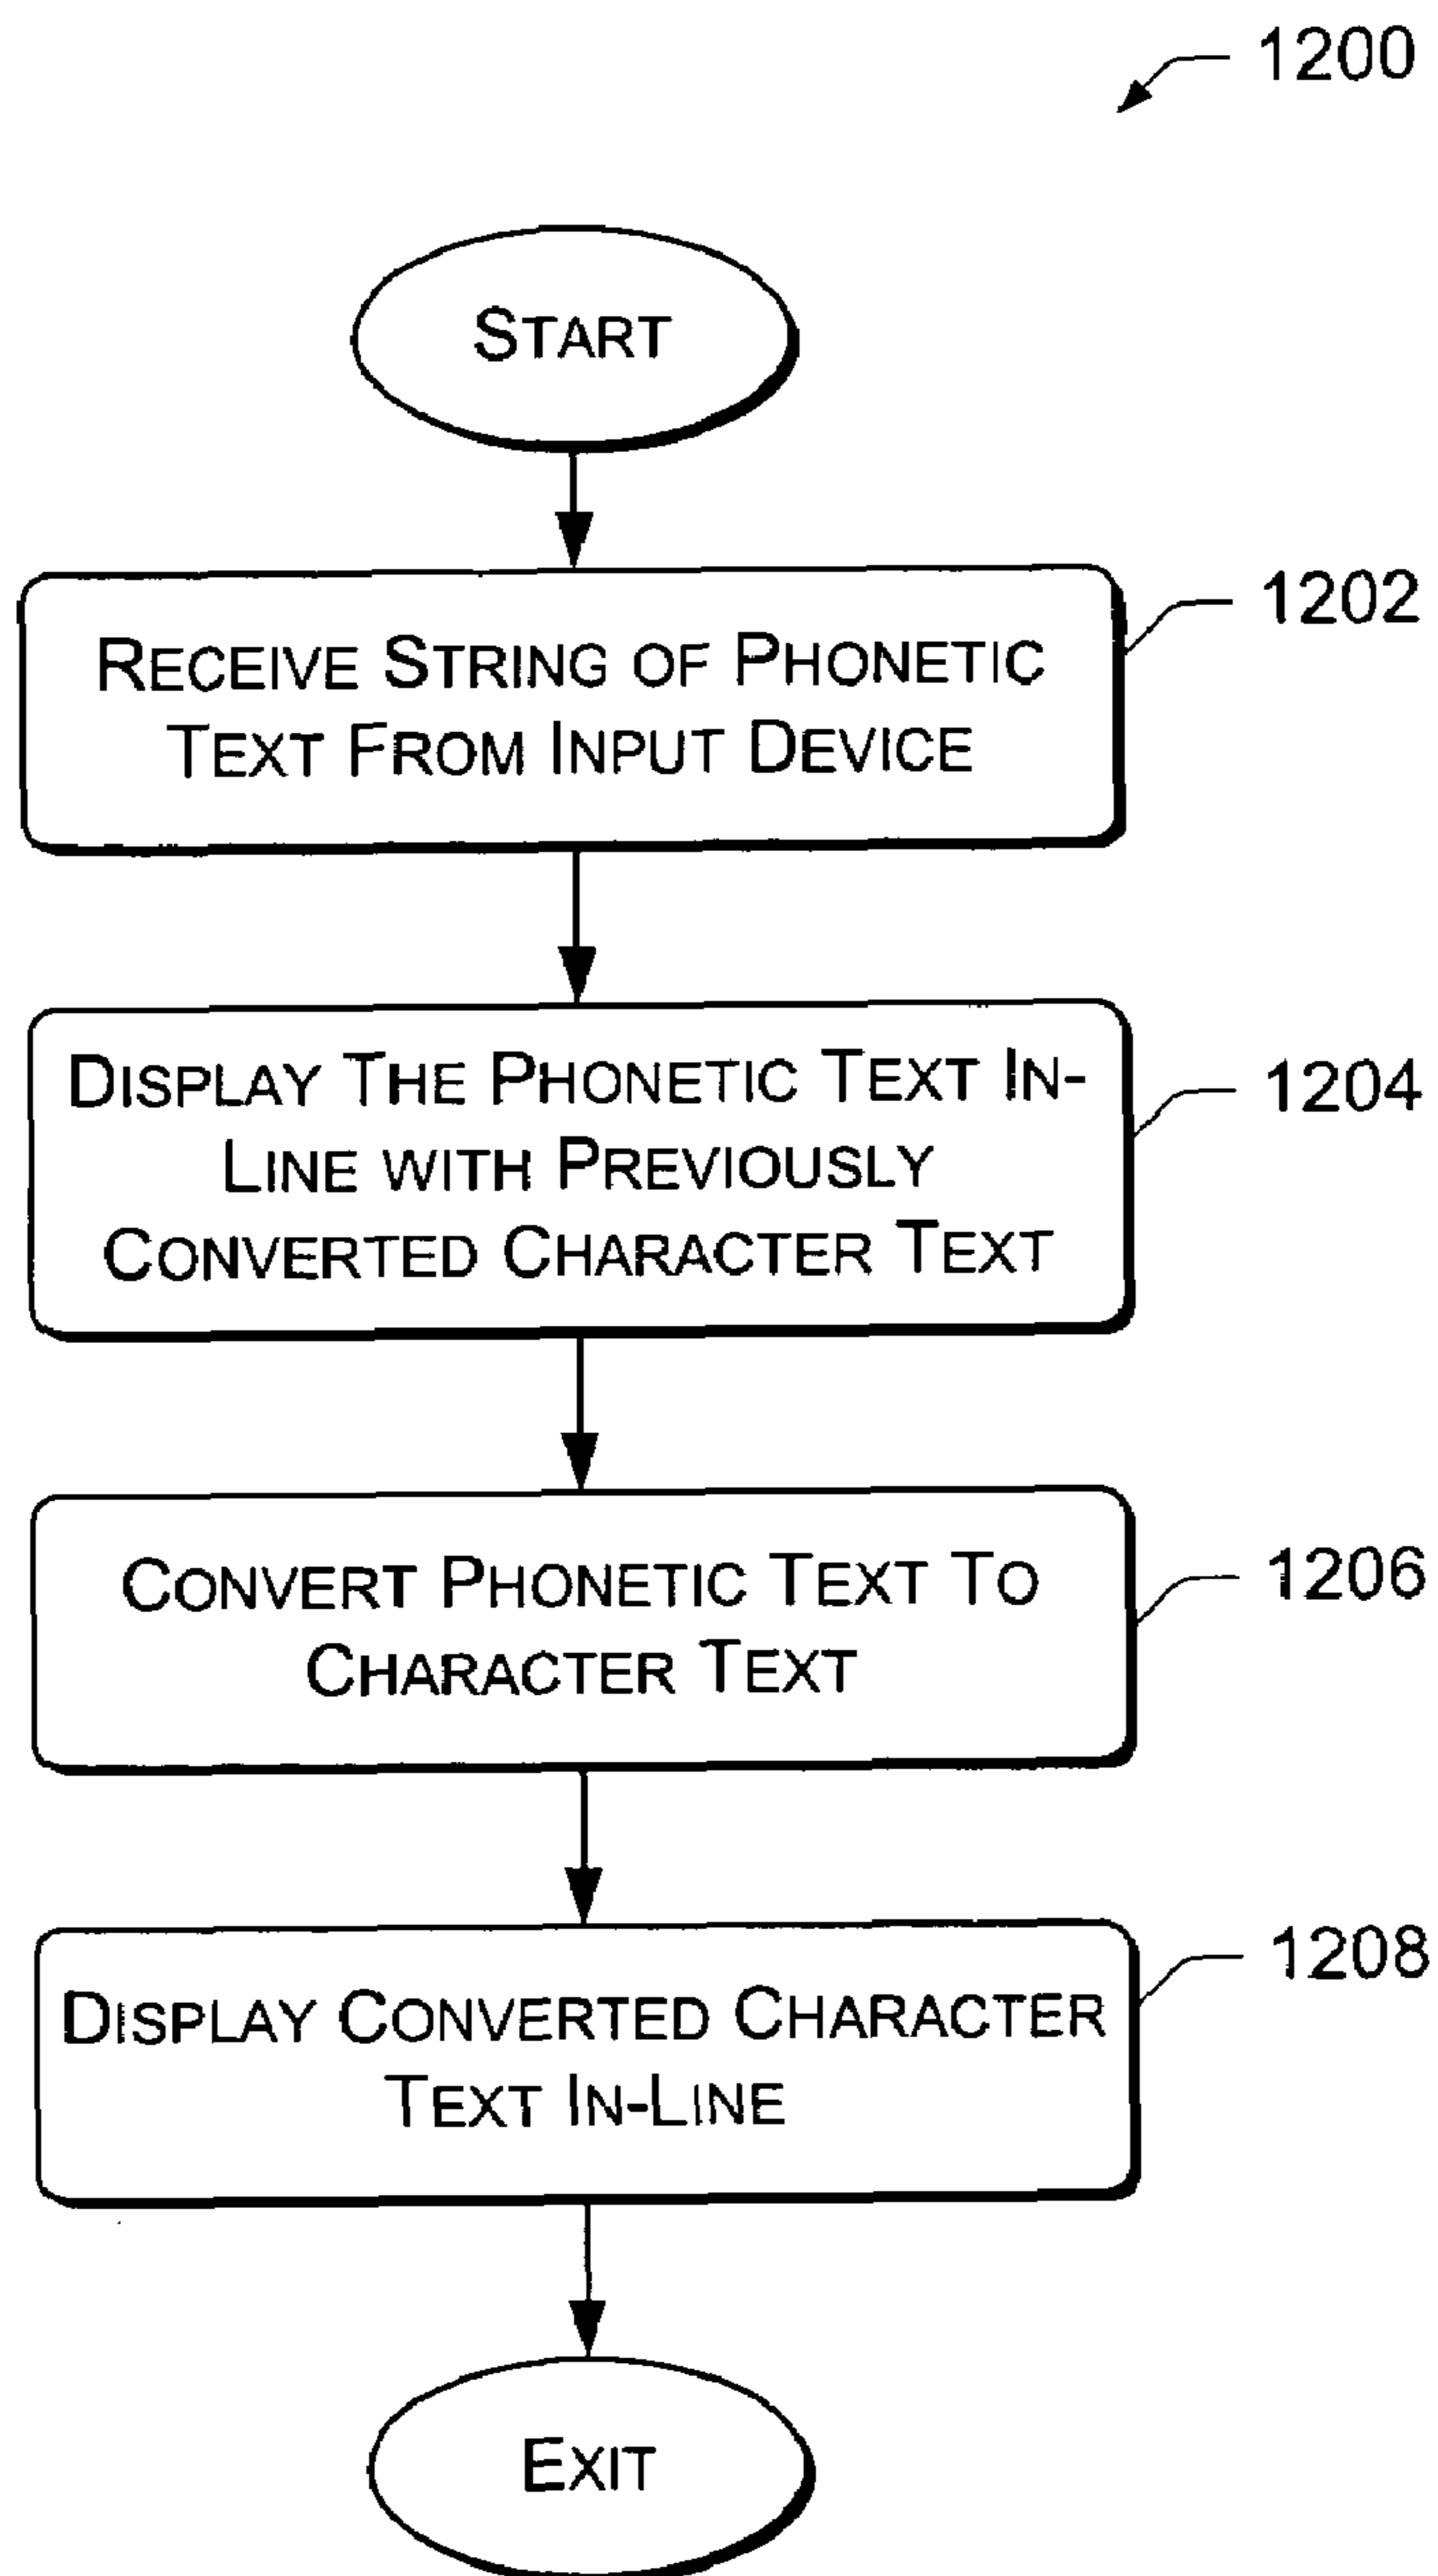 1200
START
RECEIVE STRING OF PHONETIC
TEXT FROM INPUT DEVICE
1202
DISPLAY THE PHONETIC TEXT IN-
LINE WITH PREVIOUSLY
CONVERTED CHARACTER TEXT
1204
CONVERT PHONETIC TEXT TO
CHARACTER TEXT
1206
DISPLAY CONVERTED CHARACTER
TEXT IN-LINE
1208
EXIT